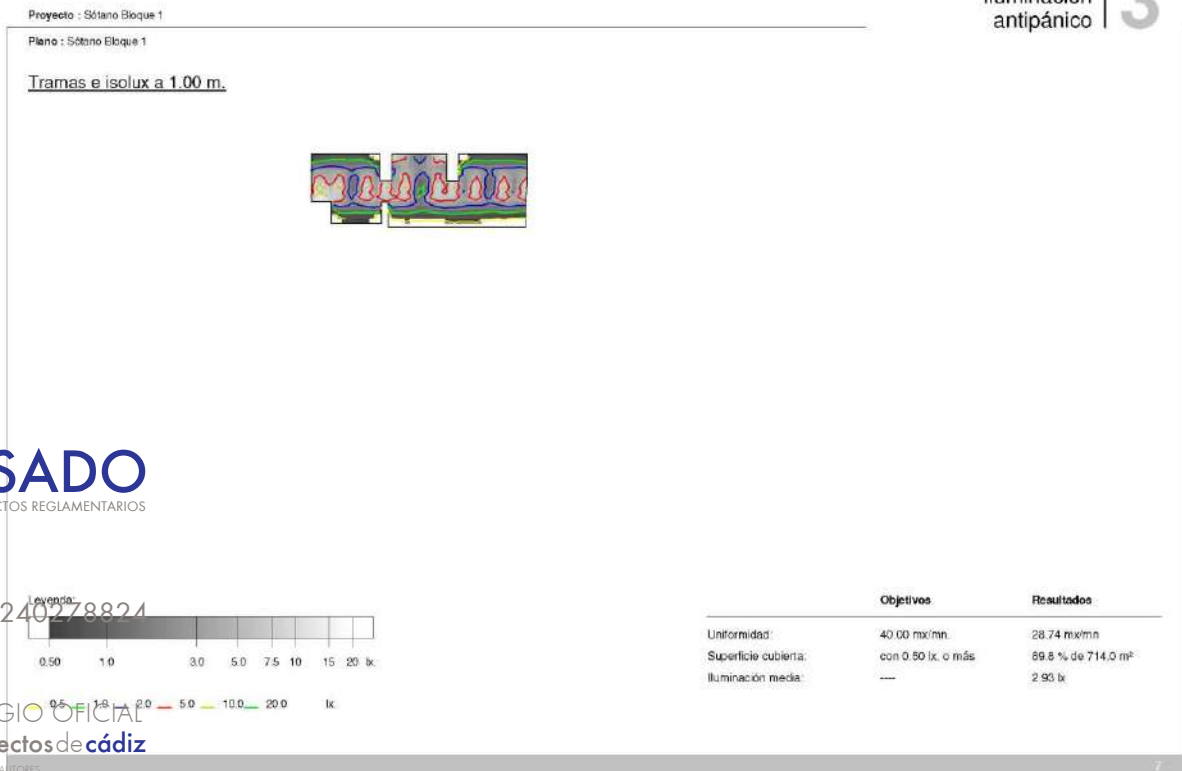 Proyecto : Sótano Bloque 1
antipánico
3
Plano : Sótano Bloque 1
Tramas e isolux a 1.00 m.
SADO
CTOS REGLAMENTARIOS
Leyenda:
240278824
0.50 1.0 3.0 5.0 7.5 10 15 20 lx.
0.5 1.0 2.0 5.0 10.0 20.0 lx.
GIO OFICIAL
ectosdecádiz
AUTORES
Objetivos Resultados
Uniformidad: 40.00 mx/mn. 28.74 mx/mn
Superficie cubierta: con 0.50 lx. o más 89.8 % de 714.0 m²
Iluminación media: ---- 2.93 lx
7